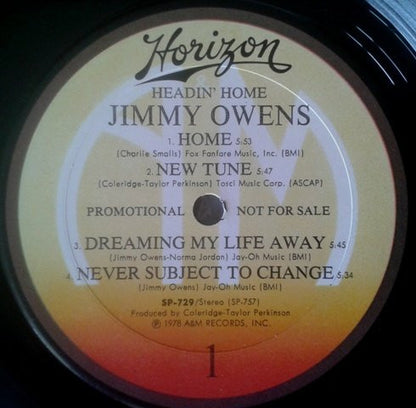 Horizon
HEADIN' HOME
JIMMY OWENS
1. HOME 5:53
(Charlie Smalls) Fox Fanfare Music, Inc. (BMI)
2. NEW TUNE 5:47
(Coleridge-Taylor Perkinson) Tosci Music Corp. (ASCAP)
PROMOTIONAL NOT FOR SALE
3. DREAMING MY LIFE AWAY 5:45
(Jimmy Owens-Norma Jordan) Jay-Oh Music (BMI)
4. NEVER SUBJECT TO CHANGE 5:34
(Jimmy Owens) Jay-Oh Music (BMI)
SP-729/Stereo (SP-757)
Produced by Coleridge-Taylor Perkinson
Ⓟ 1978 A&M RECORDS, INC.
1